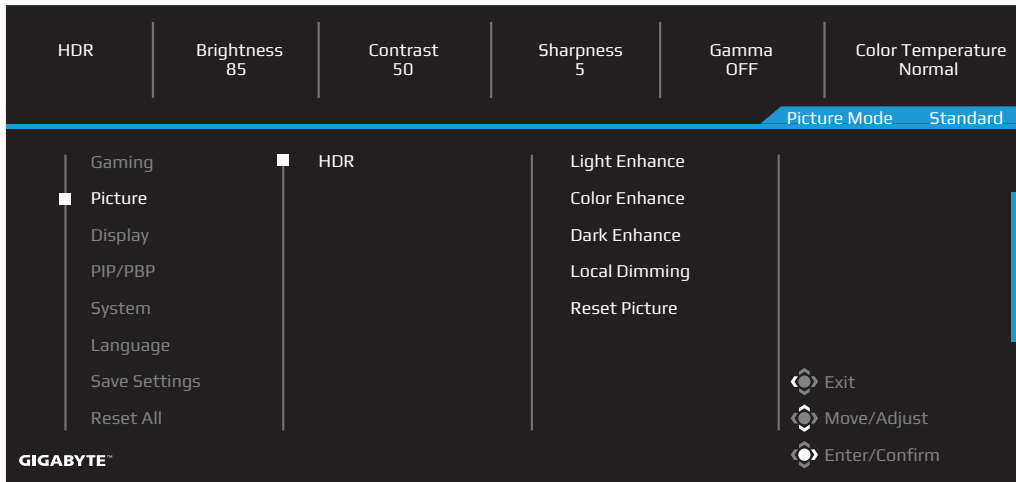 HDR
Brightness
85
Contrast
50
Sharpness
5
Gamma
OFF
Color Temperature
Normal
Picture Mode Standard
Gaming
Picture
Display
PIP/PBP
System
Language
Save Settings
Reset All
HDR
Light Enhance
Color Enhance
Dark Enhance
Local Dimming
Reset Picture
Exit
Move/Adjust
Enter/Confirm
GIGABYTE™